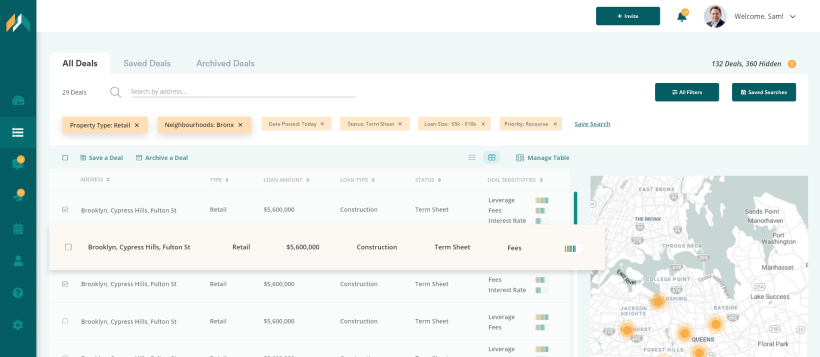 + Invite
Welcome, Sam!
All Deals
Saved Deals
Archived Deals
132 Deals, 360 Hidden
29 Deals
Search by address...
All Filters
Saved Searches
Property Type: Retail ×
Neighbourhoods: Bronx ×
Date Posted: Today ×
Status: Term Sheet ×
Loan Size: $5k - $10k ×
Priority: Recourse ×
Save Search
Save a Deal
Archive a Deal
Manage Table
ADDRESS TYPE LOAN AMOUNT LOAN TYPE STATUS DEAL SENSITIVITIES
Brooklyn, Cypress Hills, Fulton St Retail $5,600,000 Construction Term Sheet
Leverage
Fees
Interest Rate
Brooklyn, Cypress Hills, Fulton St Retail $5,600,000 Construction Term Sheet Fees
Brooklyn, Cypress Hills, Fulton St Retail $5,600,000 Construction Term Sheet
Fees
Interest Rate
Brooklyn, Cypress Hills, Fulton St Retail $5,600,000 Construction Term Sheet
Leverage
Fees
Leverage
EAST BRONX
THE BRONX
THROGS NECK
Sands Point
Manorhaven
Port
Washington
Manhasset
East River
COLLEGE POINT
Lake Success
JACKSON
HEIGHTS
BAYSIDE
QUEENS
FOREST HILLS
Floral Park